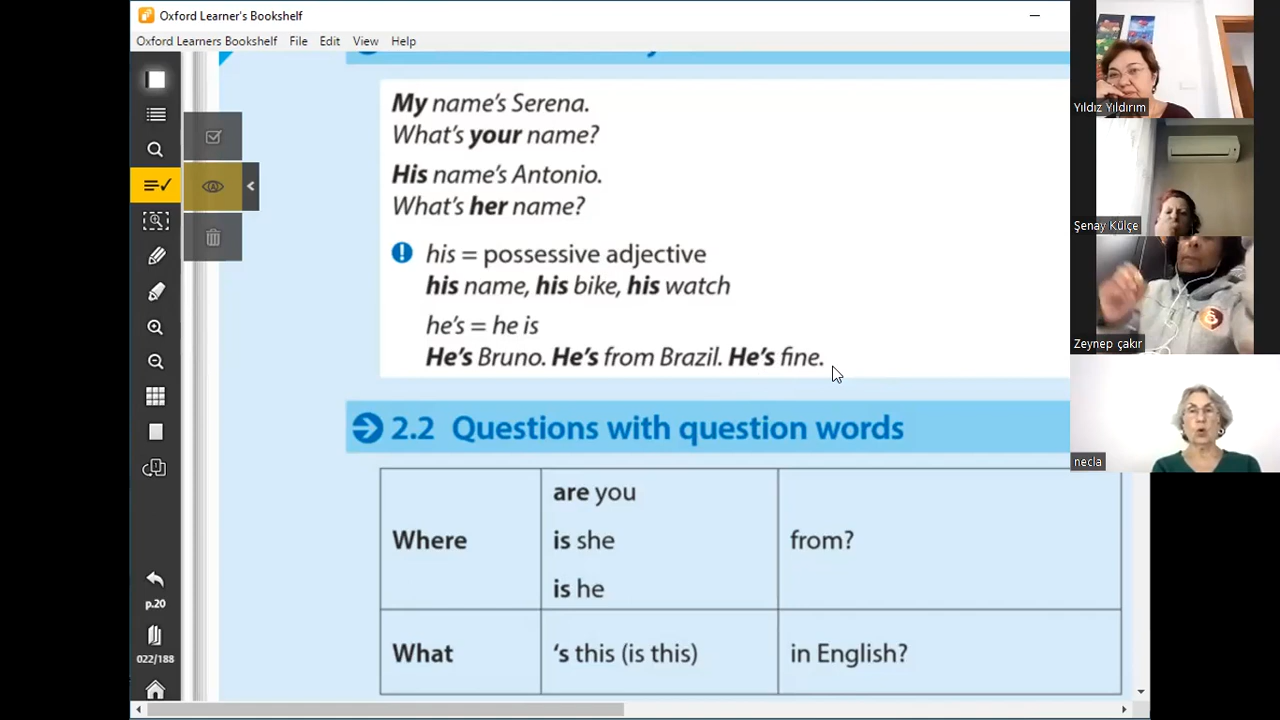 Oxford Learner's Bookshelf
Oxford Learners Bookshelf File Edit View Help
My name's Serena.
What's your name?
His name's Antonio.
What's her name?
! his = possessive adjective
his name, his bike, his watch
he's = he is
He's Bruno. He's from Brazil. He's fine.
2.2 Questions with question words
are you
Where is she from?
is he
What 's this (is this) in English?
p.20
022/188
Yıldız Yıldırım
Şenay Külçe
Zeynep çakır
necla